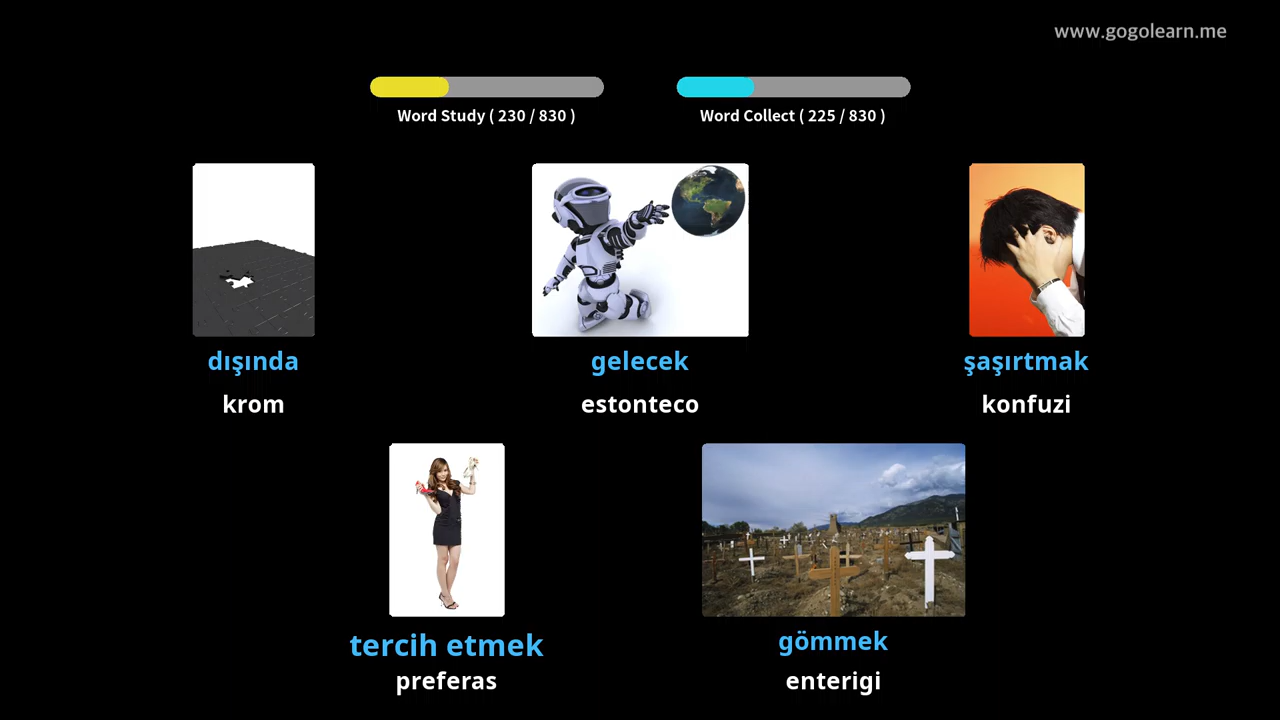 www.gogolearn.me
Word Study ( 230 / 830 )
Word Collect ( 225 / 830 )
dışında
krom
gelecek
estonteco
şaşırtmak
konfuzi
tercih etmek
preferas
gömmek
enterigi